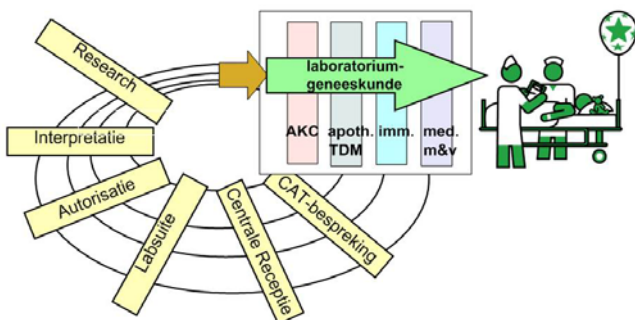 laboratorium-
geneeskunde
AKC
apoth.
TDM
imm.
med.
m&v
Research
Interpretatie
Autorisatie
Labsuite
Centrale Receptie
CAT-bespreking